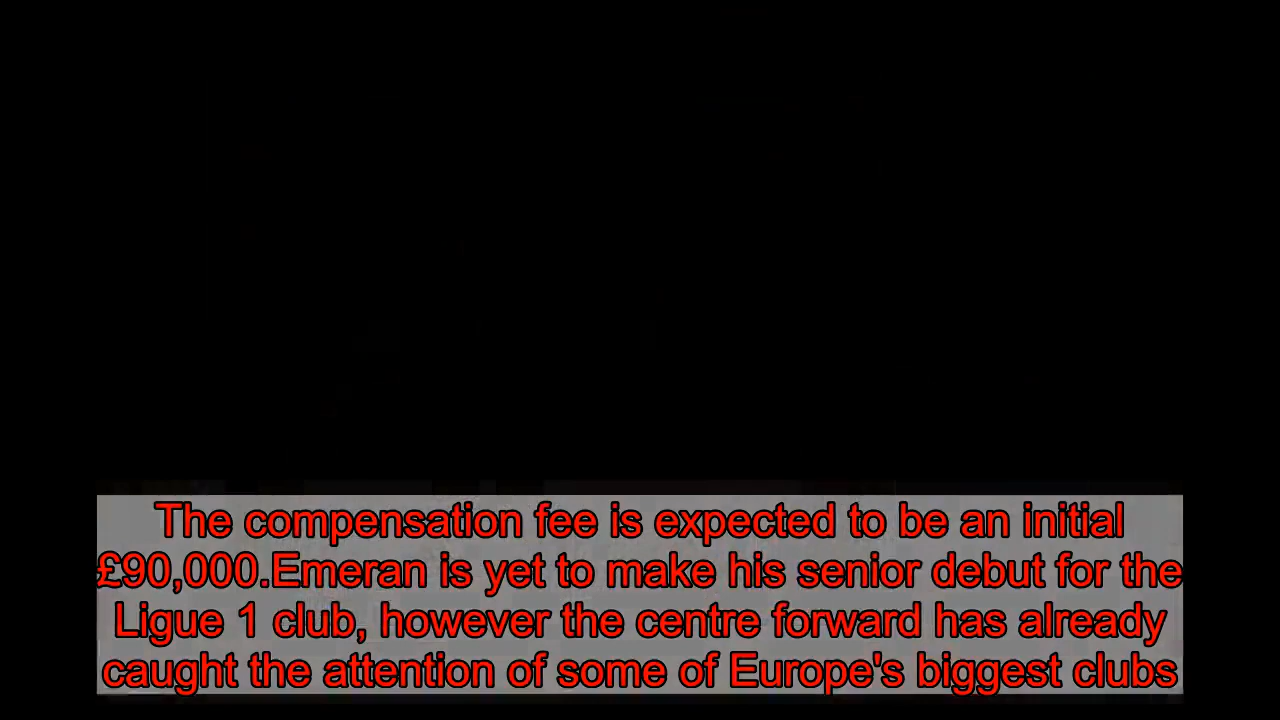 The compensation fee is expected to be an initial
£90,000.Emeran is yet to make his senior debut for the
Ligue 1 club, however the centre forward has already
caught the attention of some of Europe's biggest clubs